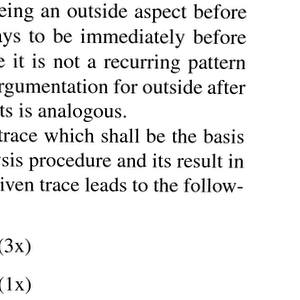 eing an outside aspect before
ays to be immediately before
e it is not a recurring pattern
rgumentation for outside after
ts is analogous.
trace which shall be the basis
sis procedure and its result in
iven trace leads to the follow-
(3x)
(1x)